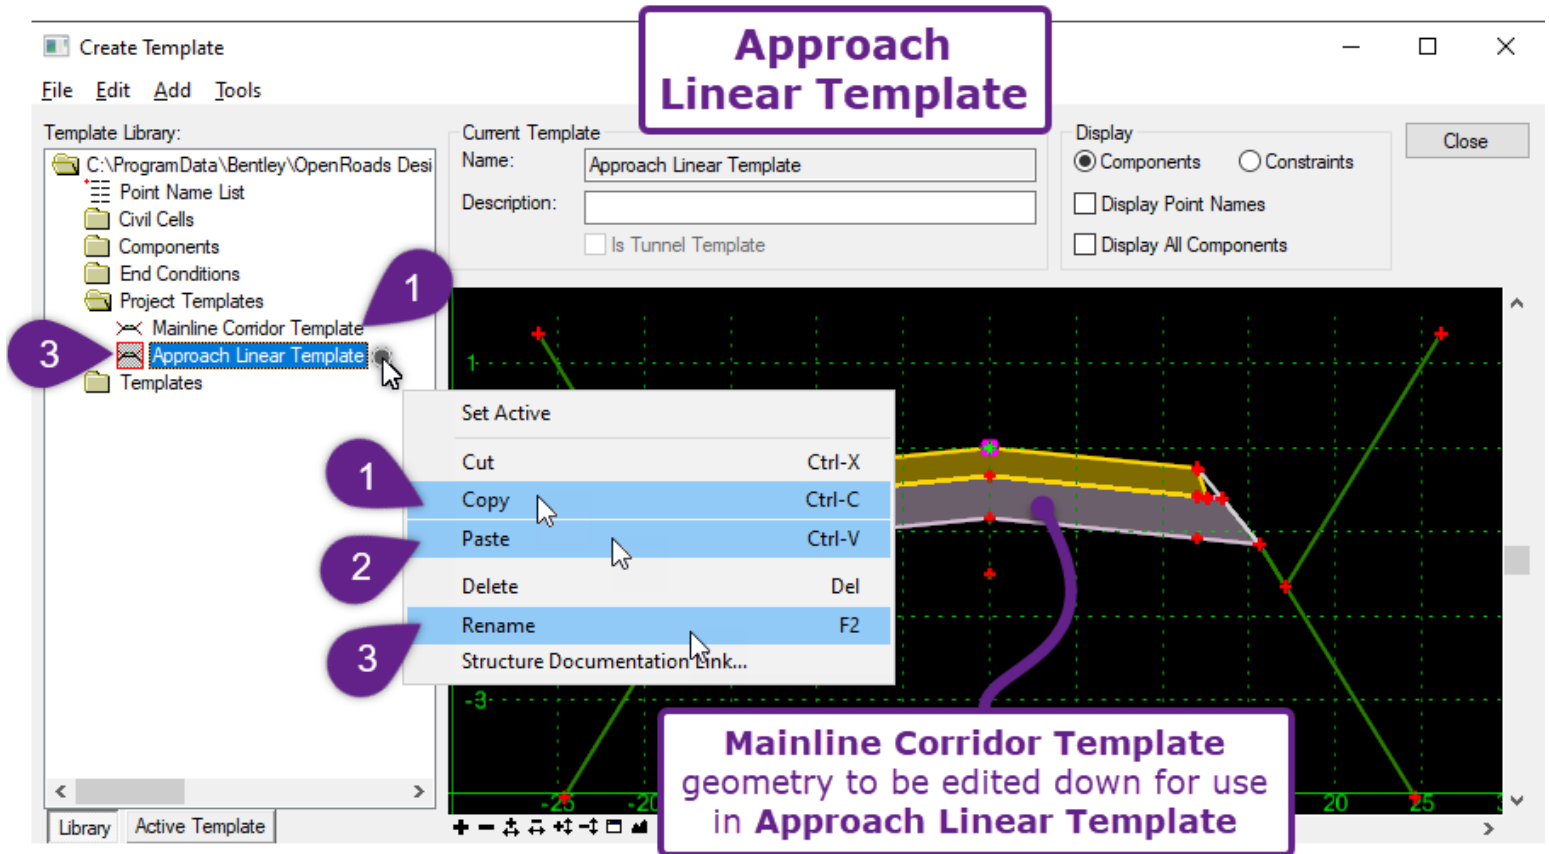 Create Template
Approach
Linear Template
File Edit Add Tools
Template Library:
C:\ProgramData\Bentley\OpenRoads Desi
Point Name List
Civil Cells
Components
End Conditions
Project Templates
Mainline Corridor Template
Approach Linear Template
Templates
1
3
Current Template
Name:
Approach Linear Template
Description:
Is Tunnel Template
Display
Components Constraints
Display Point Names
Display All Components
Close
Set Active
Cut Ctrl-X
1
Copy Ctrl-C
2
Paste Ctrl-V
Delete Del
3
Rename F2
Structure Documentation Link...
1
-3
-25 -20 20 25
Mainline Corridor Template
geometry to be edited down for use
in Approach Linear Template
Library Active Template